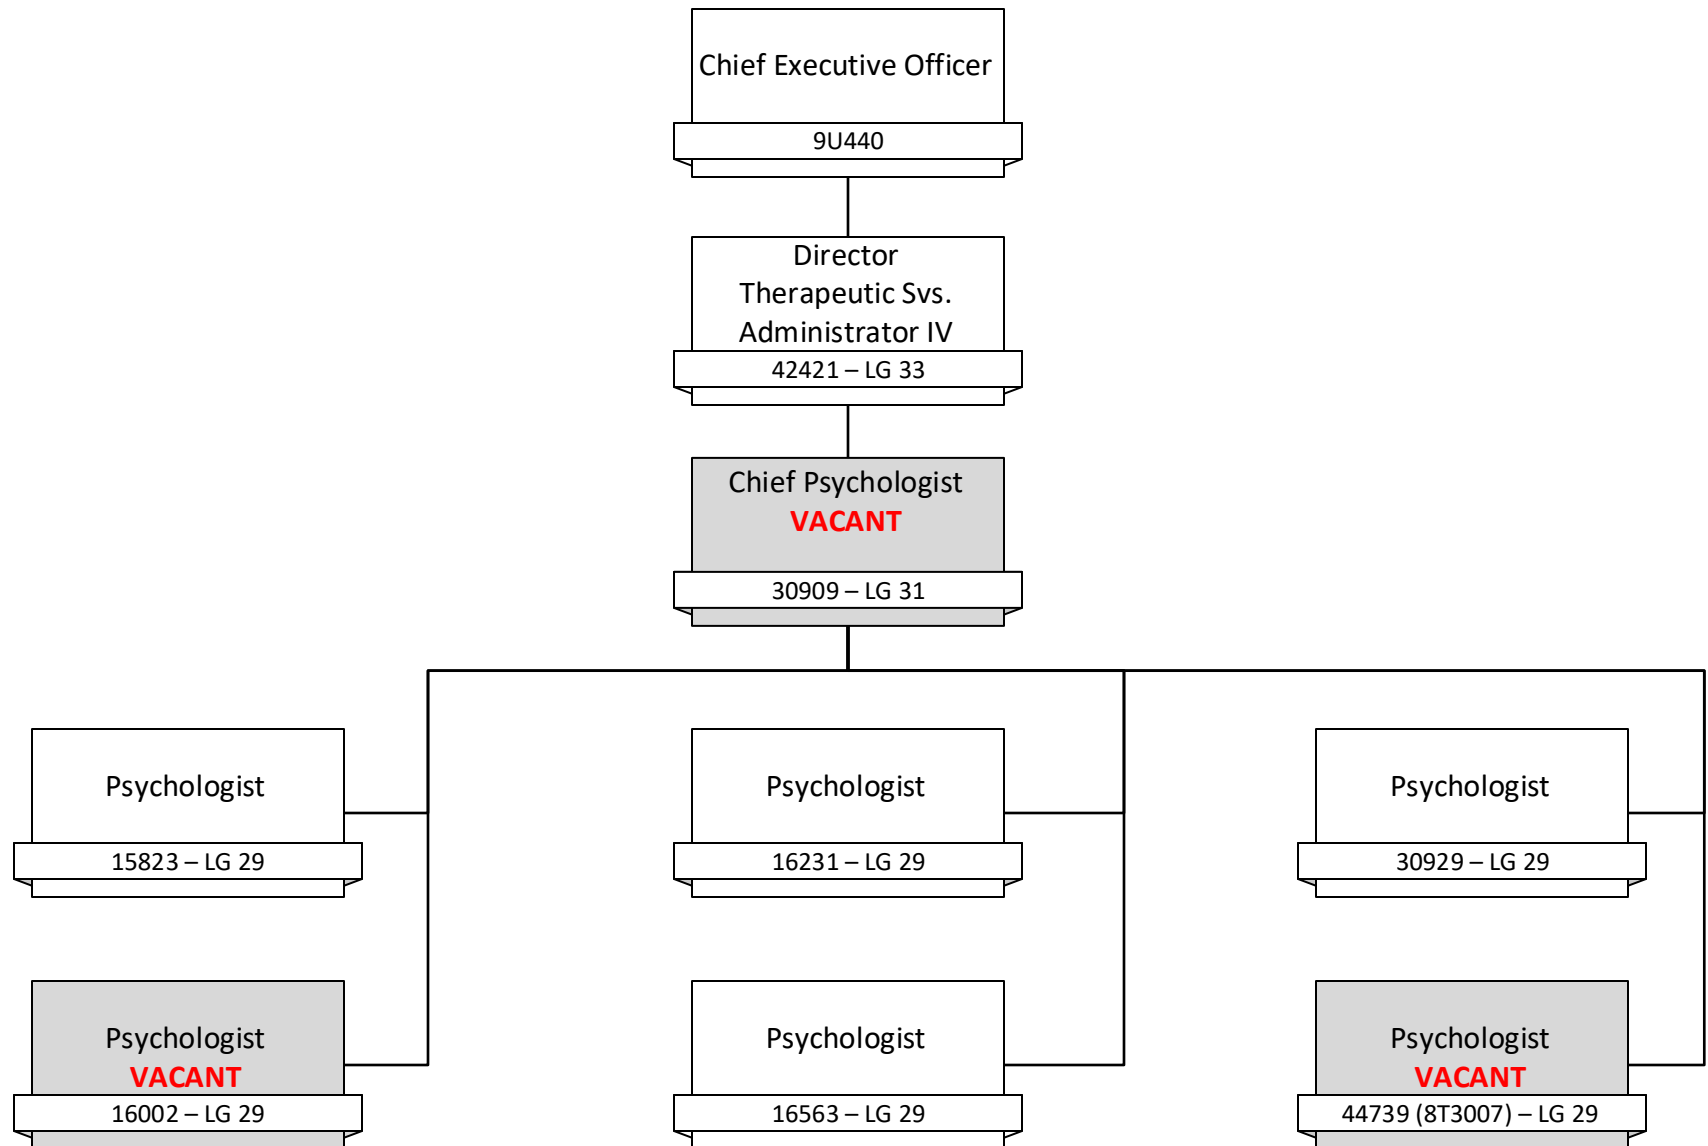 Chief Executive Officer
9U440
Director
Therapeutic Svs.
Administrator IV
42421 – LG 33
Chief Psychologist
VACANT
30909 – LG 31
Psychologist
15823 – LG 29
Psychologist
16231 – LG 29
Psychologist
30929 – LG 29
Psychologist
VACANT
16002 – LG 29
Psychologist
16563 – LG 29
Psychologist
VACANT
44739 (8T3007) – LG 29